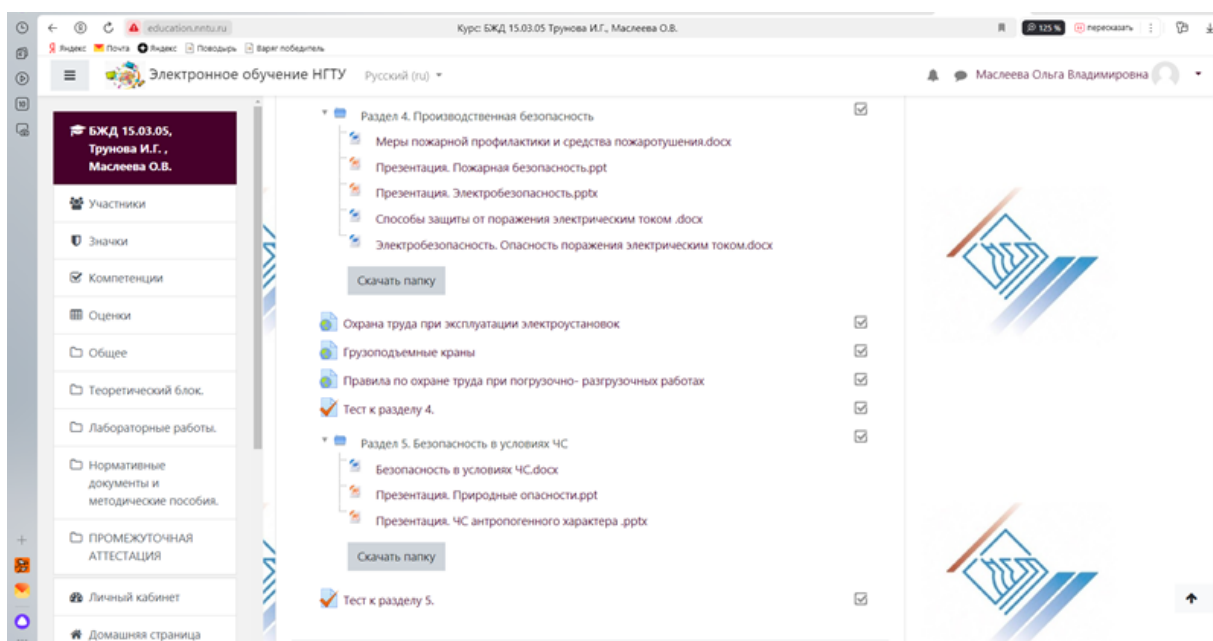 education.nntu.ru
Курс: БЖД 15.03.05 Трунова И.Г., Маслеева О.В.
125 %
пересказать
Яндекс
Почта
Яндекс
Поводырь
Варяг победитель
Электронное обучение НГТУ
Русский (ru)
Маслеева Ольга Владимировна
БЖД 15.03.05,
Трунова И.Г. ,
Маслеева О.В.
Участники
Значки
Компетенции
Оценки
Общее
Теоретический блок.
Лабораторные работы.
Нормативные
документы и
методические пособия.
ПРОМЕЖУТОЧНАЯ
АТТЕСТАЦИЯ
Личный кабинет
Домашняя страница
Раздел 4. Производственная безопасность
Меры пожарной профилактики и средства пожаротушения.docx
Презентация. Пожарная безопасность.ppt
Презентация. Электробезопасность.pptx
Способы защиты от поражения электрическим током .docx
Электробезопасность. Опасность поражения электрическим током.docx
Скачать папку
Охрана труда при эксплуатации электроустановок
Грузоподъемные краны
Правила по охране труда при погрузочно- разгрузочных работах
Тест к разделу 4.
Раздел 5. Безопасность в условиях ЧС
Безопасность в условиях ЧС.docx
Презентация. Природные опасности.ppt
Презентация. ЧС антропогенного характера .pptx
Скачать папку
Тест к разделу 5.